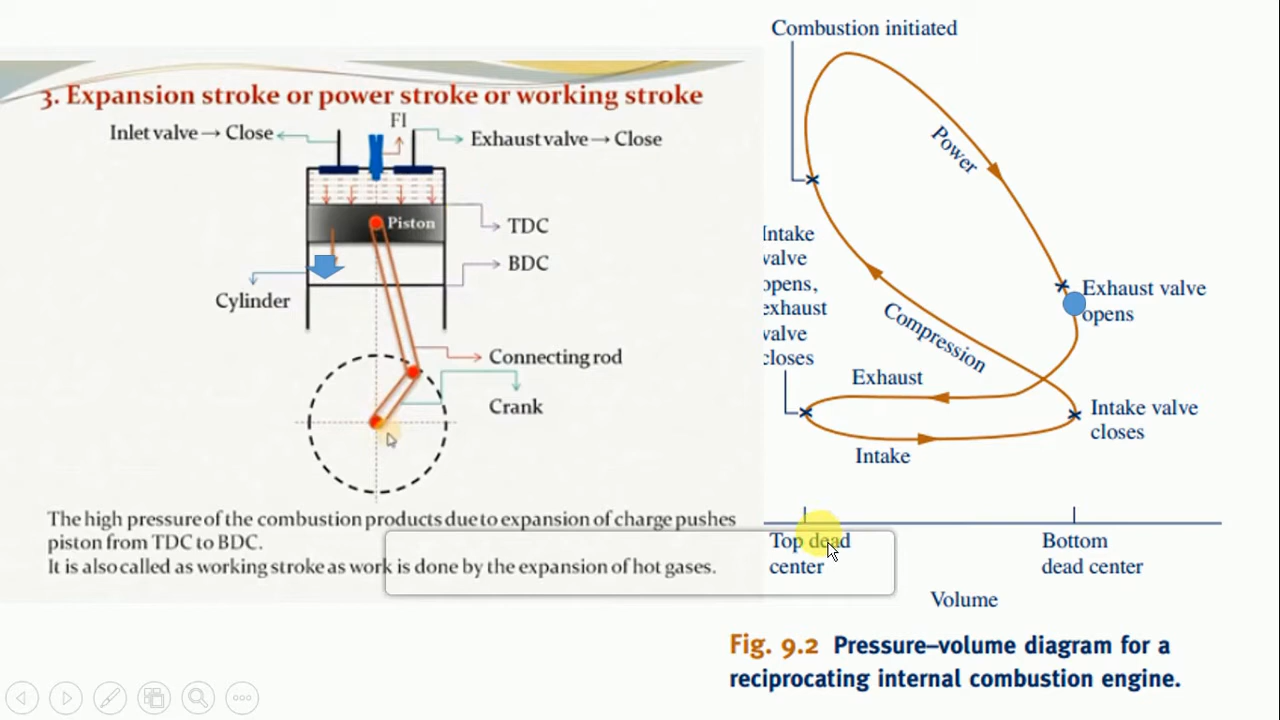 3. Expansion stroke or power stroke or working stroke
Inlet valve → Close
FI
Exhaust valve → Close
Piston
TDC
BDC
Cylinder
Connecting rod
Crank
The high pressure of the combustion products due to expansion of charge pushes
piston from TDC to BDC.
It is also called as working stroke as work is done by the expansion of hot gases.
Combustion initiated
Power
Intake
valve
opens,
exhaust
valve
closes
Exhaust valve
opens
Compression
Exhaust
Intake valve
closes
Intake
Top dead
center
Bottom
dead center
Volume
Fig. 9.2 Pressure–volume diagram for a
reciprocating internal combustion engine.